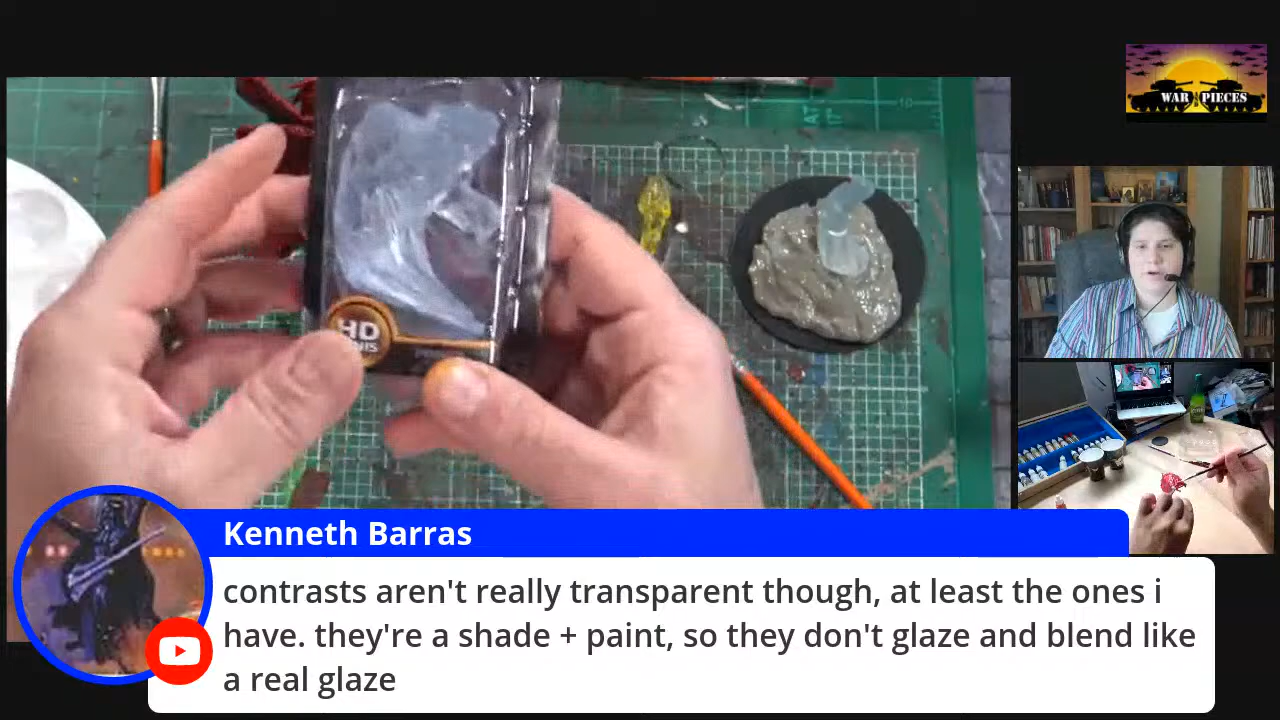 WAR PIECES
HD
Kenneth Barras
contrasts aren't really transparent though, at least the ones i
have. they're a shade + paint, so they don't glaze and blend like
a real glaze